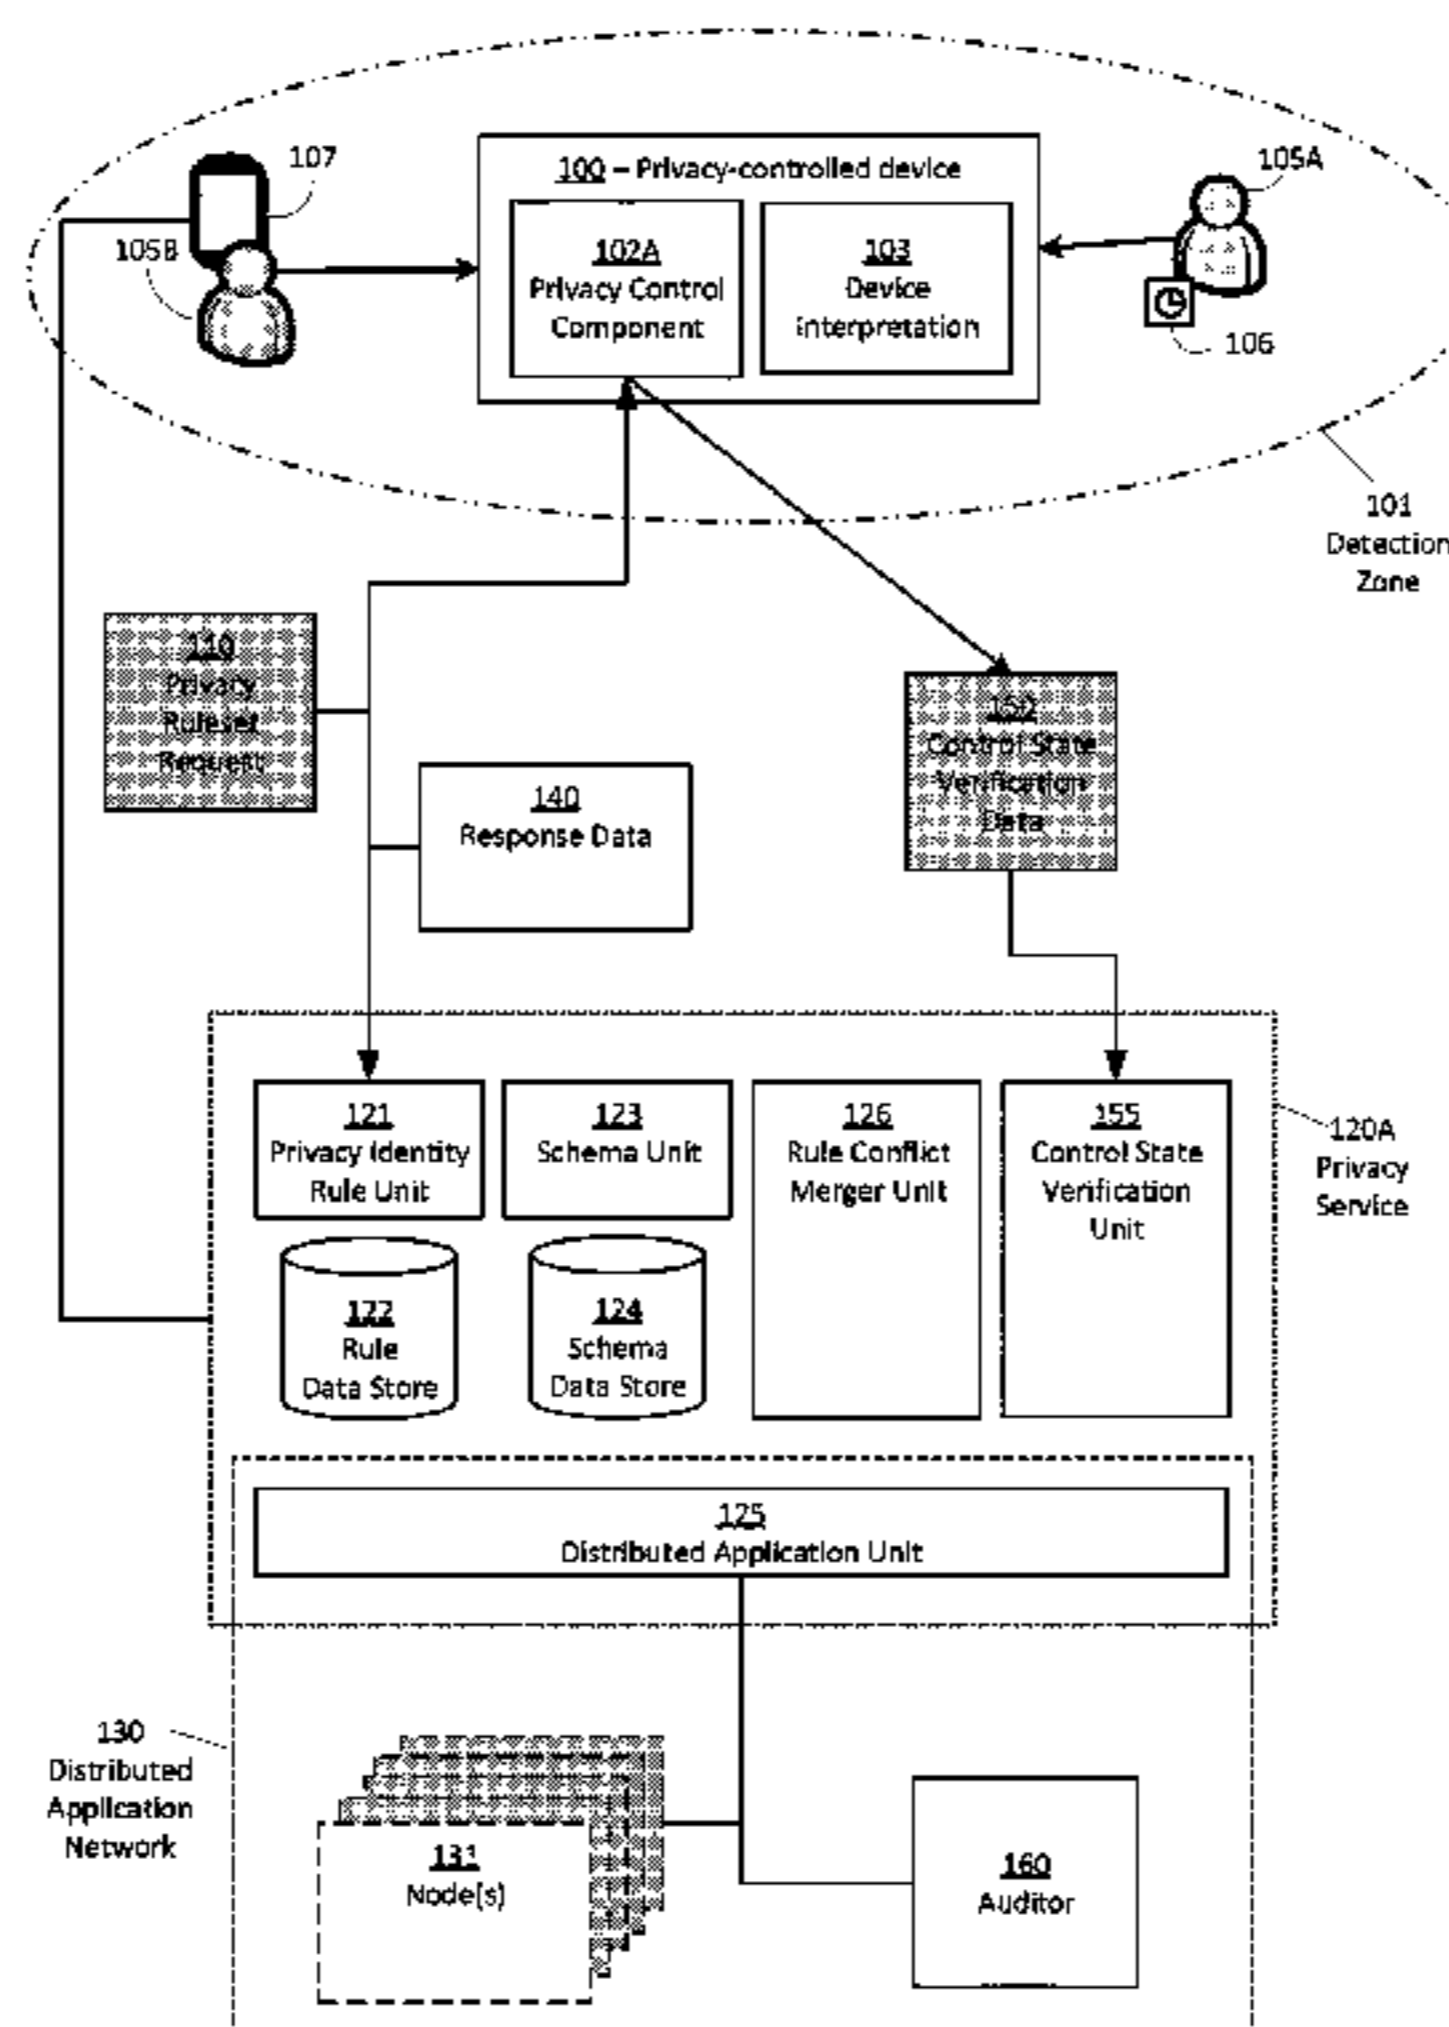 107
100 – Privacy-controlled device
105A
105B
102A
Privacy Control
Component
103
Device
Interpretation
106
101
Detection
Zone
110
Privacy
Ruleset
Request
150
Control State
Verification
Data
140
Response Data
121
Privacy Identity
Rule Unit
123
Schema Unit
126
Rule Conflict
Merger Unit
155
Control State
Verification
Unit
120A
Privacy
Service
122
Rule
Data Store
124
Schema
Data Store
125
Distributed Application Unit
130
Distributed
Application
Network
131
Node(s)
160
Auditor